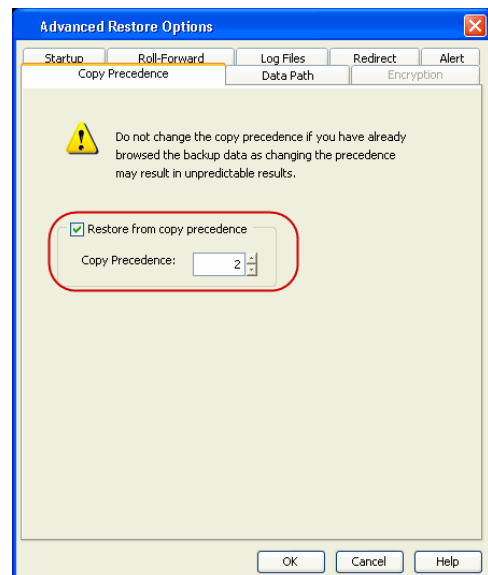 Advanced Restore Options
Startup Roll-Forward Log Files Redirect Alert
Copy Precedence Data Path Encryption
Do not change the copy precedence if you have already
browsed the backup data as changing the precedence
may result in unpredictable results.
Restore from copy precedence
Copy Precedence: 2
OK Cancel Help